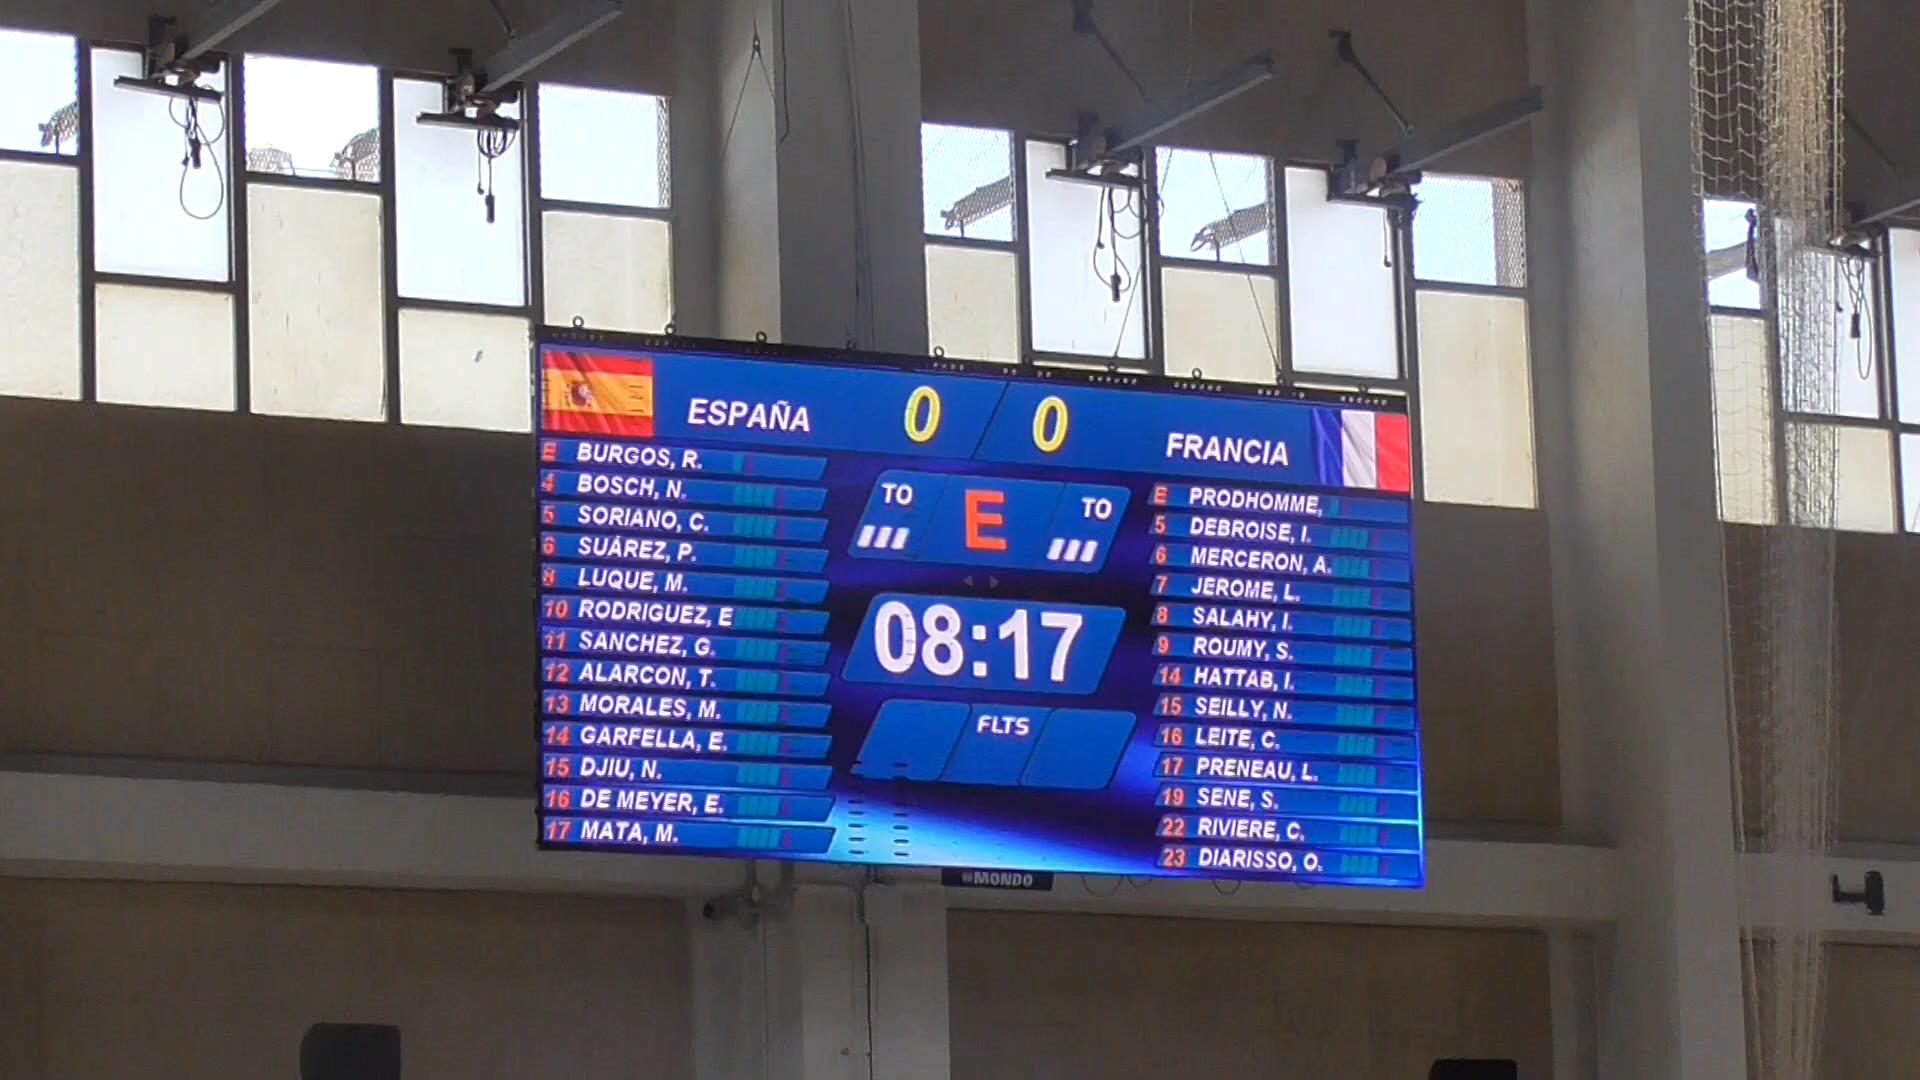 ESPAÑA 0 0 FRANCIA
E BURGOS, R.
4 BOSCH, N.
5 SORIANO, C.
6 SUÁREZ, P.
8 LUQUE, M.
10 RODRIGUEZ, E
11 SANCHEZ, G.
12 ALARCON, T.
13 MORALES, M.
14 GARFELLA, E.
15 DJIU, N.
16 DE MEYER, E.
17 MATA, M.
TO E TO
08:17
FLTS
E PRODHOMME,
5 DEBROISE, I.
6 MERCERON, A.
7 JEROME, L.
8 SALAHY, I.
9 ROUMY, S.
14 HATTAB, I.
15 SEILLY, N.
16 LEITE, C.
17 PRENEAU, L.
19 SENE, S.
22 RIVIERE, C.
23 DIARISSO, O.
MONDO